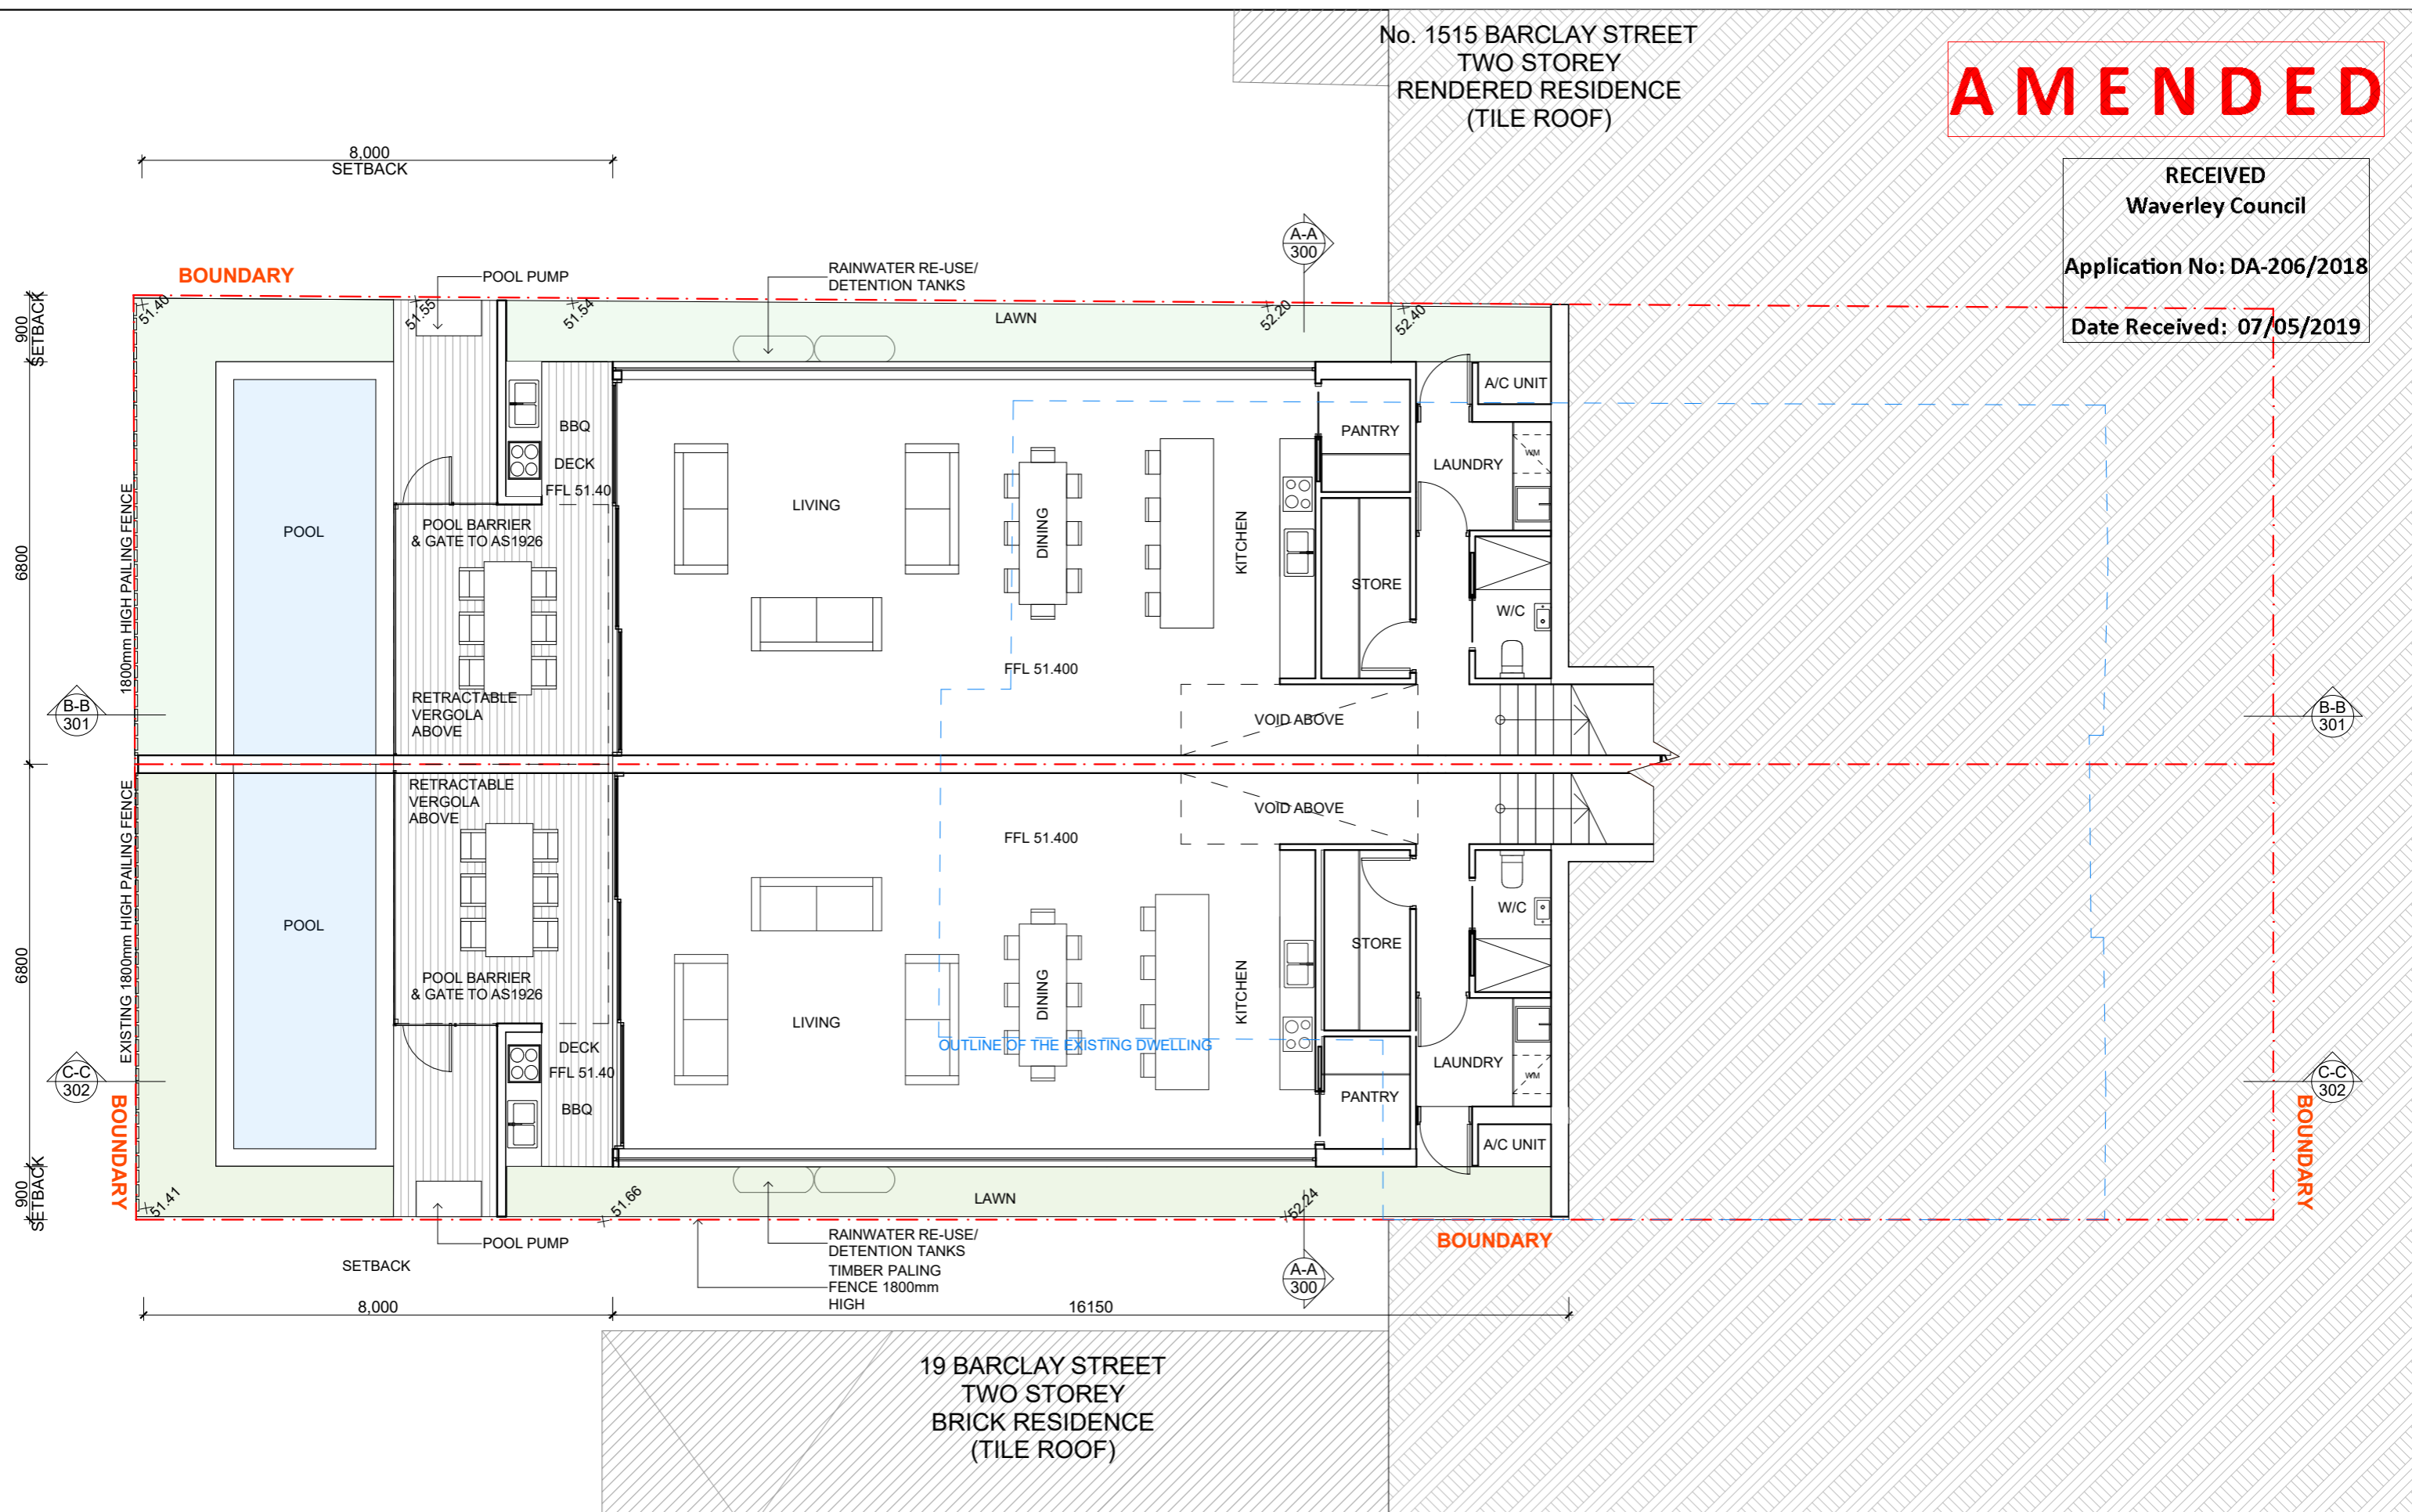 No. 1515 BARCLAY STREET
TWO STOREY
RENDERED RESIDENCE
(TILE ROOF)
AMENDED
RECEIVED
Waverley Council
Application No: DA-206/2018
Date Received: 07/05/2019
8,000
SETBACK
A-A
300
BOUNDARY
POOL PUMP
RAINWATER RE-USE/
DETENTION TANKS
900
SETBACK
51.40
51.55
51.54
LAWN
52.20
52.40
A/C UNIT
BBQ
PANTRY
DECK
LAUNDRY
WM
FFL 51.40
LIVING
POOL
POOL BARRIER
& GATE TO AS1926
DINING
KITCHEN
1800mm HIGH PAILING FENCE
6800
STORE
W/C
FFL 51.400
RETRACTABLE
VERGOLA
ABOVE
B-B
301
VOID ABOVE
B-B
301
RETRACTABLE
VERGOLA
ABOVE
VOID ABOVE
FFL 51.400
EXISTING 1800mm HIGH PAILING FENCE
6800
POOL
W/C
STORE
POOL BARRIER
& GATE TO AS1926
DINING
KITCHEN
LIVING
OUTLINE OF THE EXISTING DWELLING
DECK
FFL 51.40
LAUNDRY
WM
C-C
302
C-C
302
BBQ
PANTRY
BOUNDARY
BOUNDARY
A/C UNIT
900
SETBACK
51.41
51.66
LAWN
52.24
POOL PUMP
RAINWATER RE-USE/
DETENTION TANKS
BOUNDARY
SETBACK
TIMBER PALING
FENCE 1800mm
HIGH
A-A
300
8,000
16150
19 BARCLAY STREET
TWO STOREY
BRICK RESIDENCE
(TILE ROOF)